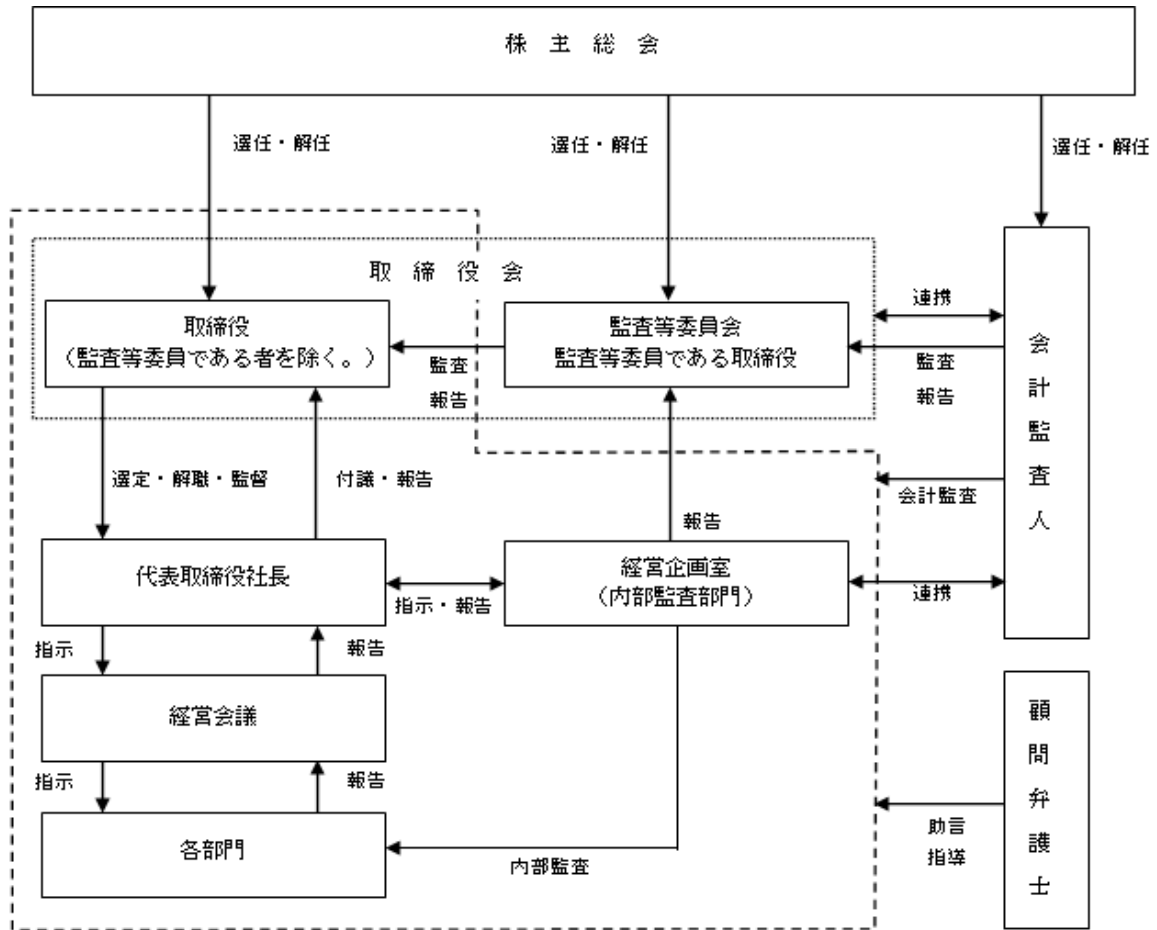 株主総会
選任・解任
選任・解任
選任・解任
取締役会
取締役
（監査等委員である者を除く。）
監査
報告
監査等委員会
監査等委員である取締役
連携
監査
報告
会計監査人
選定・解職・監督
付議・報告
報告
会計監査
代表取締役社長
指示・報告
経営企画室
（内部監査部門）
連携
指示
報告
経営会議
指示
報告
各部門
内部監査
助言
指導
顧問弁護士